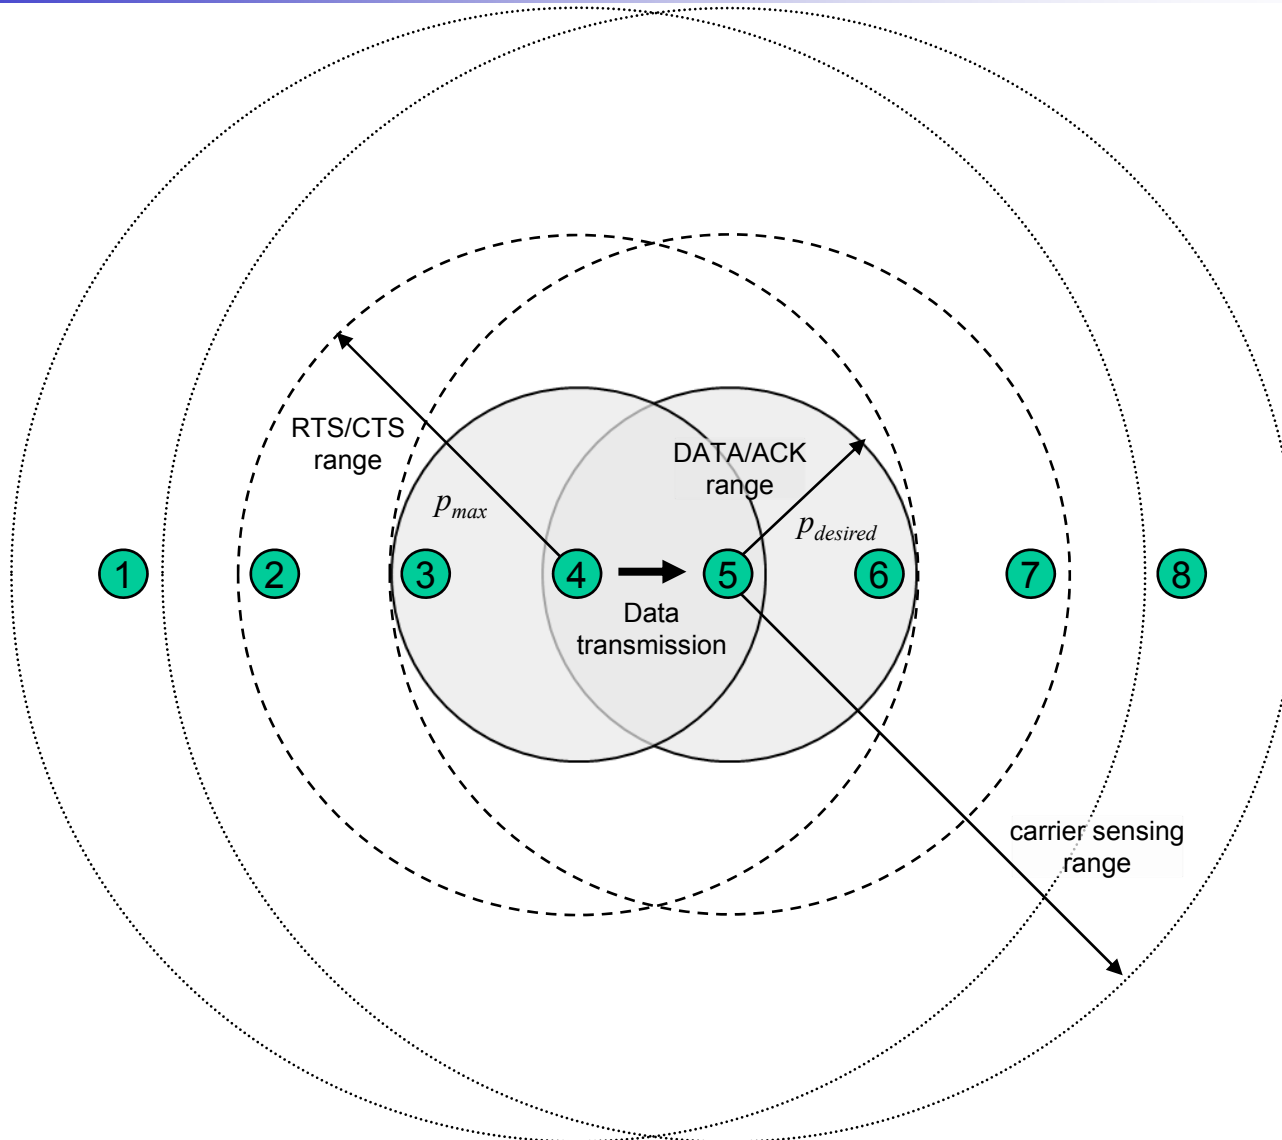 RTS/CTS
range
p_max
DATA/ACK
range
p_desired
1
2
3
4
5
6
7
8
Data
transmission
carrier sensing
range